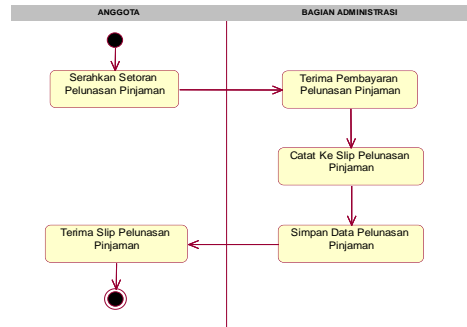 ANGGOTA
BAGIAN ADMINISTRASI
Serahkan Setoran
Pelunasan Pinjaman
Terima Pembayaran
Pelunasan Pinjaman
Catat Ke Slip Pelunasan
Pinjaman
Terima Slip Pelunasan
Pinjaman
Simpan Data Pelunasan
Pinjaman